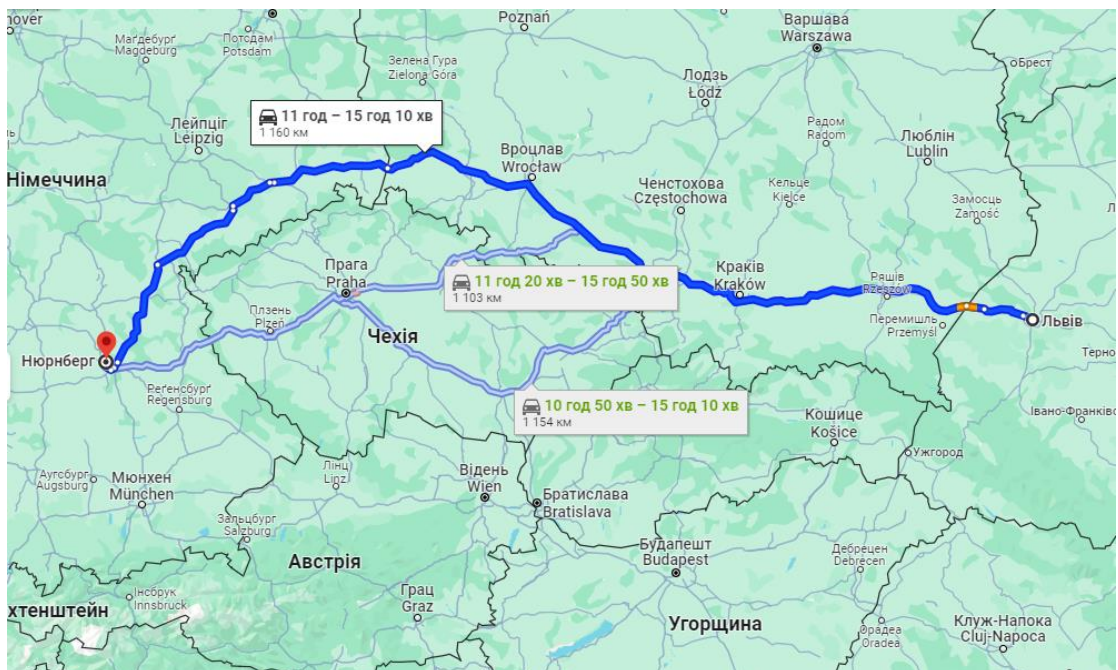 nover
Магдебург
Magdeburg
Потсдам
Potsdam
Poznań
Варшава
Warszawa
Брест
Зелена Гура
Zielona Góra
Лодзь
Łódź
11 год – 15 год 10 хв
1 160 км
Лейпціг
Leipzig
Радом
Radom
Люблін
Lublin
Вроцлав
Wrocław
Німеччина
Ченстохова
Częstochowa
Кельце
Kielce
Замосць
Zamość
Прага
Praha
11 год 20 хв – 15 год 50 хв
1 103 км
Краків
Kraków
Ряшів
Rzeszów
Плзень
Plzeň
Чехія
Перемишль
Przemyśl
Львів
Нюрнберг
Терно
Реґенсбург
Regensburg
10 год 50 хв – 15 год 10 хв
1 154 км
Кошице
Košice
Івано-Франківс
Ужгород
Аугсбург
Augsburg
Мюнхен
München
Лінц
Linz
Відень
Wien
Братислава
Bratislava
Зальцбург
Salzburg
Будапешт
Budapest
Дебрецен
Debrecen
Австрія
Інсбрук
Innsbruck
хтенштейн
Грац
Graz
Угорщина
Орадеа
Oradea
Клуж-Напока
Cluj-Napoca